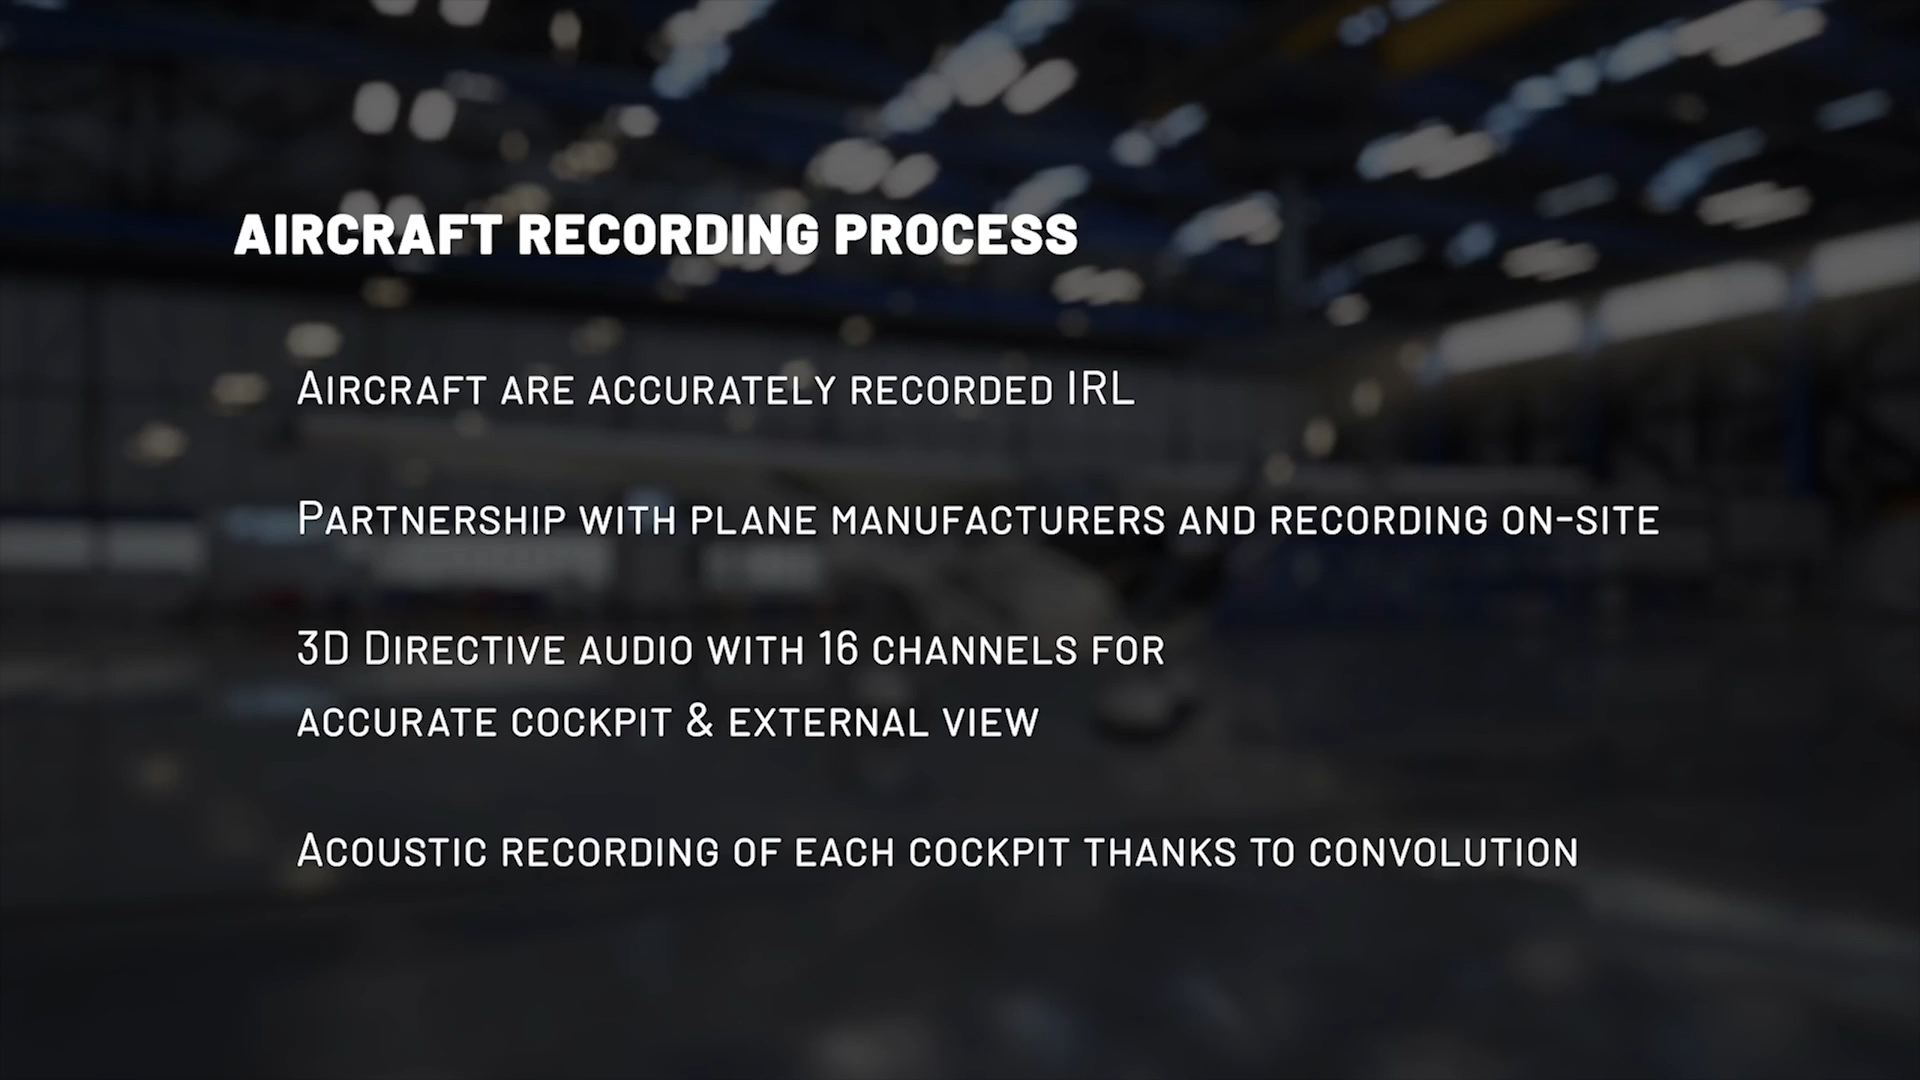 AIRCRAFT RECORDING PROCESS
Aircraft are accurately recorded IRL
Partnership with plane manufacturers and recording on-site
3D Directive audio with 16 channels for
accurate cockpit & external view
Acoustic recording of each cockpit thanks to convolution